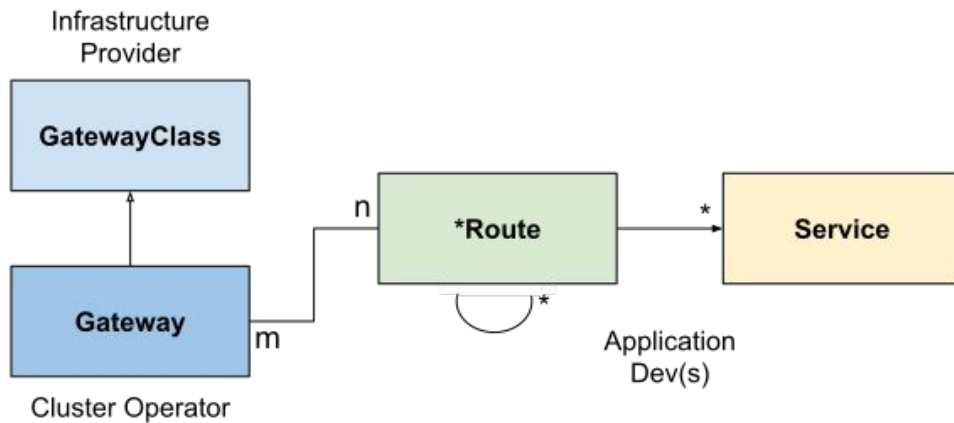 Infrastructure
Provider
GatewayClass
Gateway
Cluster Operator
m
n
*Route
*
*
Service
Application
Dev(s)